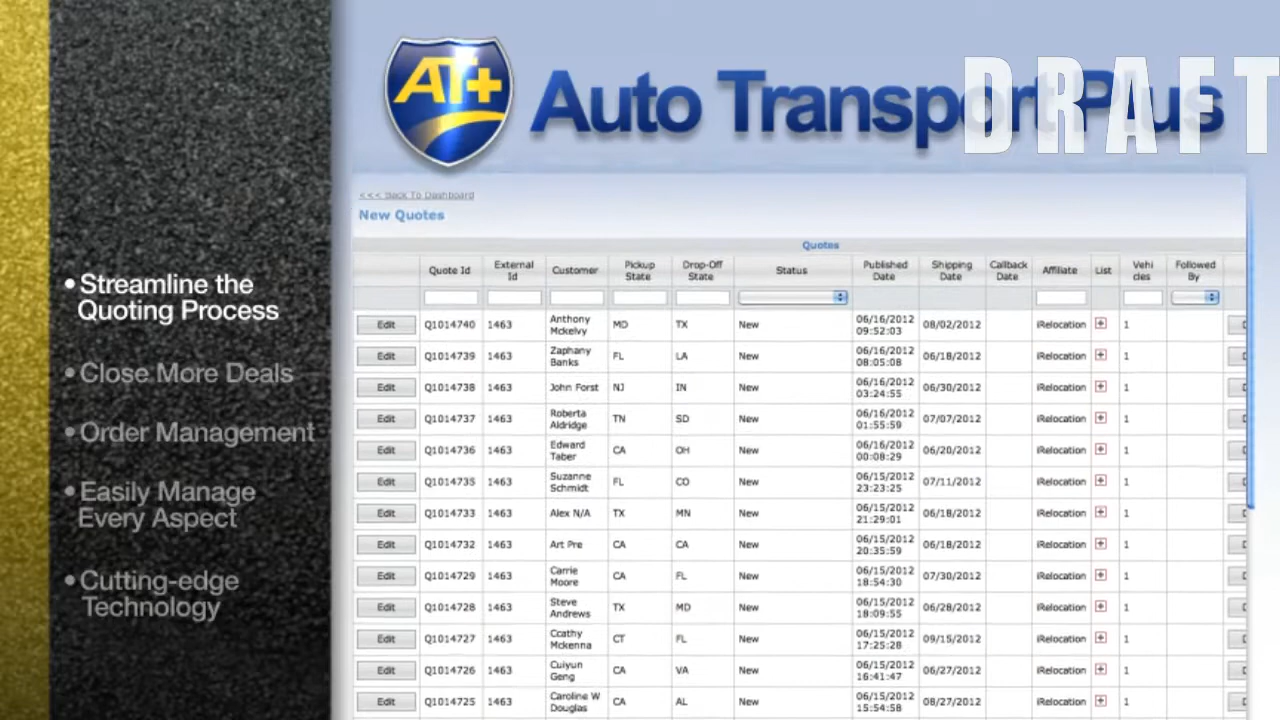 AT+ Auto Transport Plus
DRAFT
<<< Back To Dashboard
New Quotes
Quotes
Quote Id External Id Customer Pickup State Drop-Off State Status Published Date Shipping Date Callback Date Affiliate List Vehi cles Followed By
Edit Q1014740 1463 Anthony Mckelvy MO TX New 06/16/2012 09:52:03 08/02/2012 iRelocation 1
Edit Q1014739 1463 Zaphany Banks FL LA New 06/16/2012 08:05:08 06/18/2012 iRelocation 1
Edit Q1014738 1463 John Forst NJ IN New 06/16/2012 03:24:55 06/30/2012 iRelocation 1
Edit Q1014737 1463 Roberta Aldridge TN SD New 06/16/2012 01:55:59 07/07/2012 iRelocation 1
Edit Q1014736 1463 Edward Taber CA OH New 06/16/2012 00:08:29 06/20/2012 iRelocation 1
Edit Q1014735 1463 Suzanne Schmidt FL CO New 06/15/2012 23:23:25 07/11/2012 iRelocation 1
Edit Q1014733 1463 Alex N/A TX MN New 06/15/2012 21:29:01 06/18/2012 iRelocation 1
Edit Q1014732 1463 Art Pre CA CA New 06/15/2012 20:35:59 06/18/2012 iRelocation 1
Edit Q1014729 1463 Carrie Moore CA FL New 06/15/2012 18:54:30 07/30/2012 iRelocation 1
Edit Q1014728 1463 Steve Andrews TX MD New 06/15/2012 18:09:55 06/28/2012 iRelocation 1
Edit Q1014727 1463 Ccathy Mckenna CT FL New 06/15/2012 17:25:28 09/15/2012 iRelocation 1
Edit Q1014726 1463 Cuiyun Geng CA VA New 06/15/2012 16:41:47 06/27/2012 iRelocation 1
Edit Q1014725 1463 Caroline W Douglas CA AL New 06/15/2012 15:54:58 08/27/2012 iRelocation 1
•Streamline the
Quoting Process
•Close More Deals
•Order Management
•Easily Manage
Every Aspect
•Cutting-edge
Technology